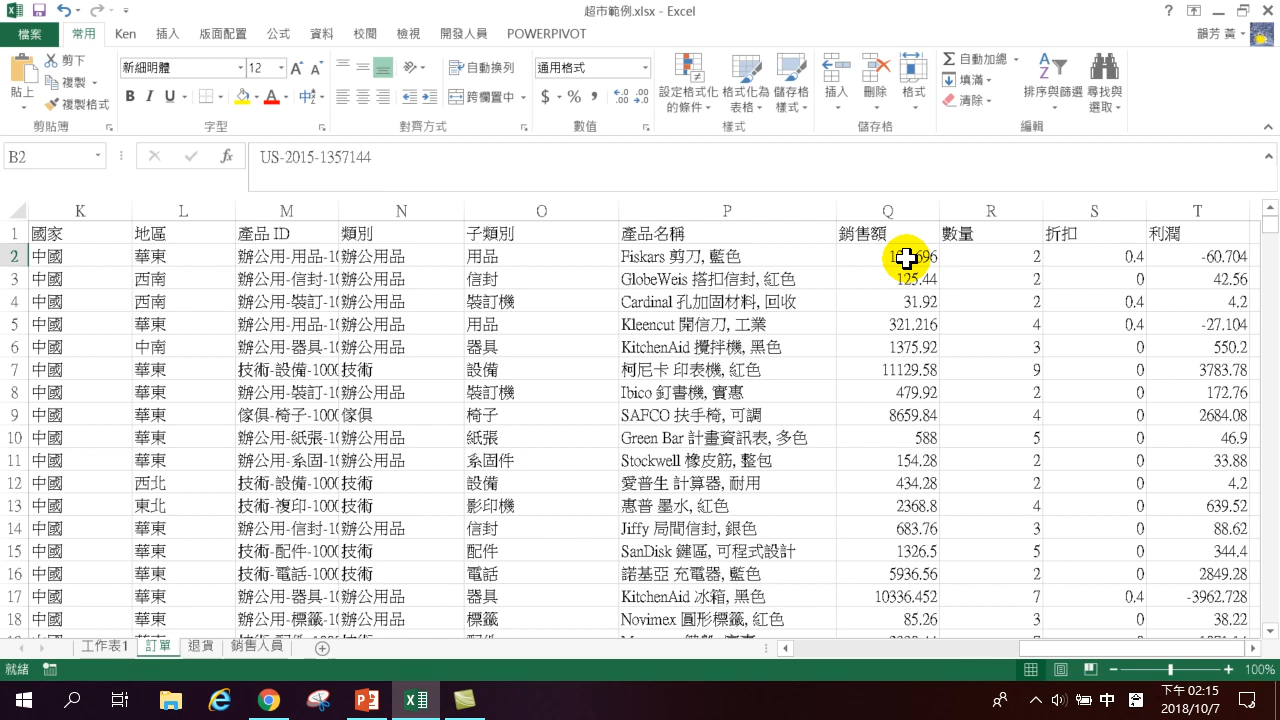 超市範例.xlsx - Excel
檔案 常用 Ken 插入 版面配置 公式 資料 校閱 檢視 開發人員 POWERPIVOT 韻芳 黃
貼上 剪下 複製 複製格式 剪貼簿
新細明體 12 B I U A 中 字型
自動換列 跨欄置中 對齊方式
通用格式 $ % 數值
設定格式化的條件 格式化為表格 儲存格樣式 樣式
插入 刪除 格式 儲存格
自動加總 填滿 清除 排序與篩選 尋找與選取 編輯
B2 fx US-2015-1357144
K L M N O P Q R S T
1 國家 地區 產品 ID 類別 子類別 產品名稱 銷售額 數量 折扣 利潤
2 中國 華東 辦公用-用品-1 辦公用品 用品 Fiskars 剪刀, 藍色 696 2 0.4 -60.704
3 中國 西南 辦公用-信封-1 辦公用品 信封 GlobeWeis 搭扣信封, 紅色 125.44 2 0 42.56
4 中國 西南 辦公用-裝訂-1 辦公用品 裝訂機 Cardinal 孔加固材料, 回收 31.92 2 0.4 4.2
5 中國 華東 辦公用-用品-1 辦公用品 用品 Kleencut 開信刀, 工業 321.216 4 0.4 -27.104
6 中國 中南 辦公用-器具-1 辦公用品 器具 KitchenAid 攪拌機, 黑色 1375.92 3 0 550.2
7 中國 華東 技術-設備-1000 技術 設備 柯尼卡 印表機, 紅色 11129.58 9 0 3783.78
8 中國 華東 辦公用-裝訂-1 辦公用品 裝訂機 Ibico 釘書機, 實惠 479.92 2 0 172.76
9 中國 華東 傢俱-椅子-1000 傢俱 椅子 SAFCO 扶手椅, 可調 8659.84 4 0 2684.08
10 中國 華東 辦公用-紙張-1 辦公用品 紙張 Green Bar 計畫資訊表, 多色 588 5 0 46.9
11 中國 華東 辦公用-系固-1 辦公用品 系固件 Stockwell 橡皮筋, 整包 154.28 2 0 33.88
12 中國 西北 技術-設備-1000 技術 設備 愛普生 計算器, 耐用 434.28 2 0 4.2
13 中國 東北 技術-複印-1000 技術 影印機 惠普 墨水, 紅色 2368.8 4 0 639.52
14 中國 華東 辦公用-信封-1 辦公用品 信封 Jiffy 局間信封, 銀色 683.76 3 0 88.62
15 中國 華東 技術-配件-1000 技術 配件 SanDisk 鍵區, 可程式設計 1326.5 5 0 344.4
16 中國 華東 技術-電話-1000 技術 電話 諾基亞 充電器, 藍色 5936.56 2 0 2849.28
17 中國 華東 辦公用-器具-1 辦公用品 器具 KitchenAid 冰箱, 黑色 10336.452 7 0.4 -3962.728
18 中國 華東 辦公用-標籤-1 辦公用品 標籤 Novimex 圓形標籤, 紅色 85.26 3 0 38.22
工作表1 訂單 退貨 銷售人員
就緒 100%
中 下午 02:15
2018/10/7